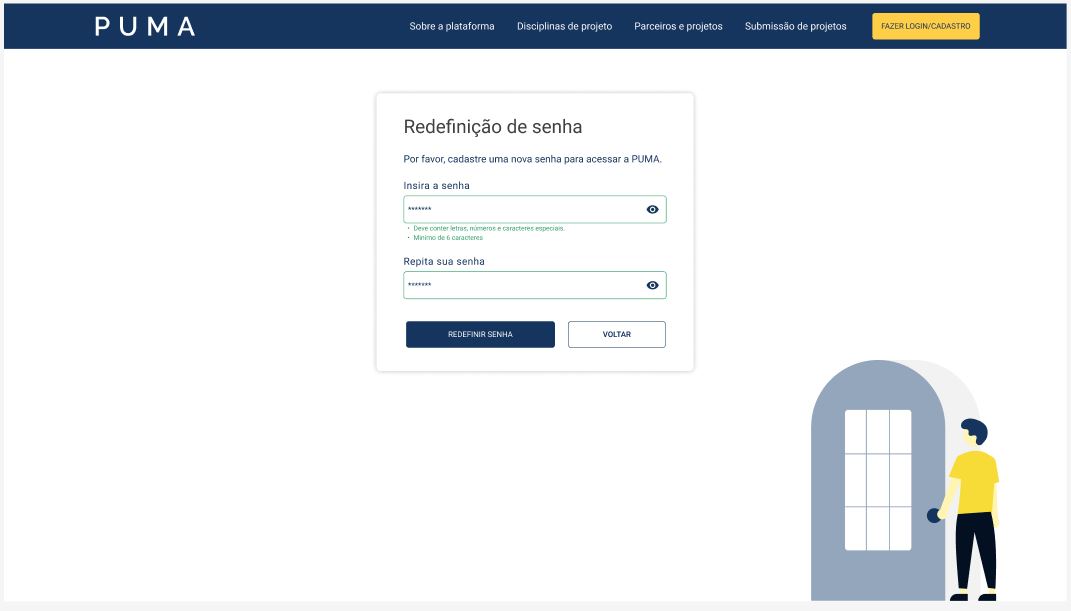 PUMA
Sobre a plataforma
Disciplinas de projeto
Parceiros e projetos
Submissão de projetos
FAZER LOGIN/CADASTRO
Redefinição de senha
Por favor, cadastre uma nova senha para acessar a PUMA.
Insira a senha
*******
• Deve conter letras, números e caracteres especiais.
• Mínimo de 6 caracteres
Repita sua senha
*******
REDEFINIR SENHA
VOLTAR